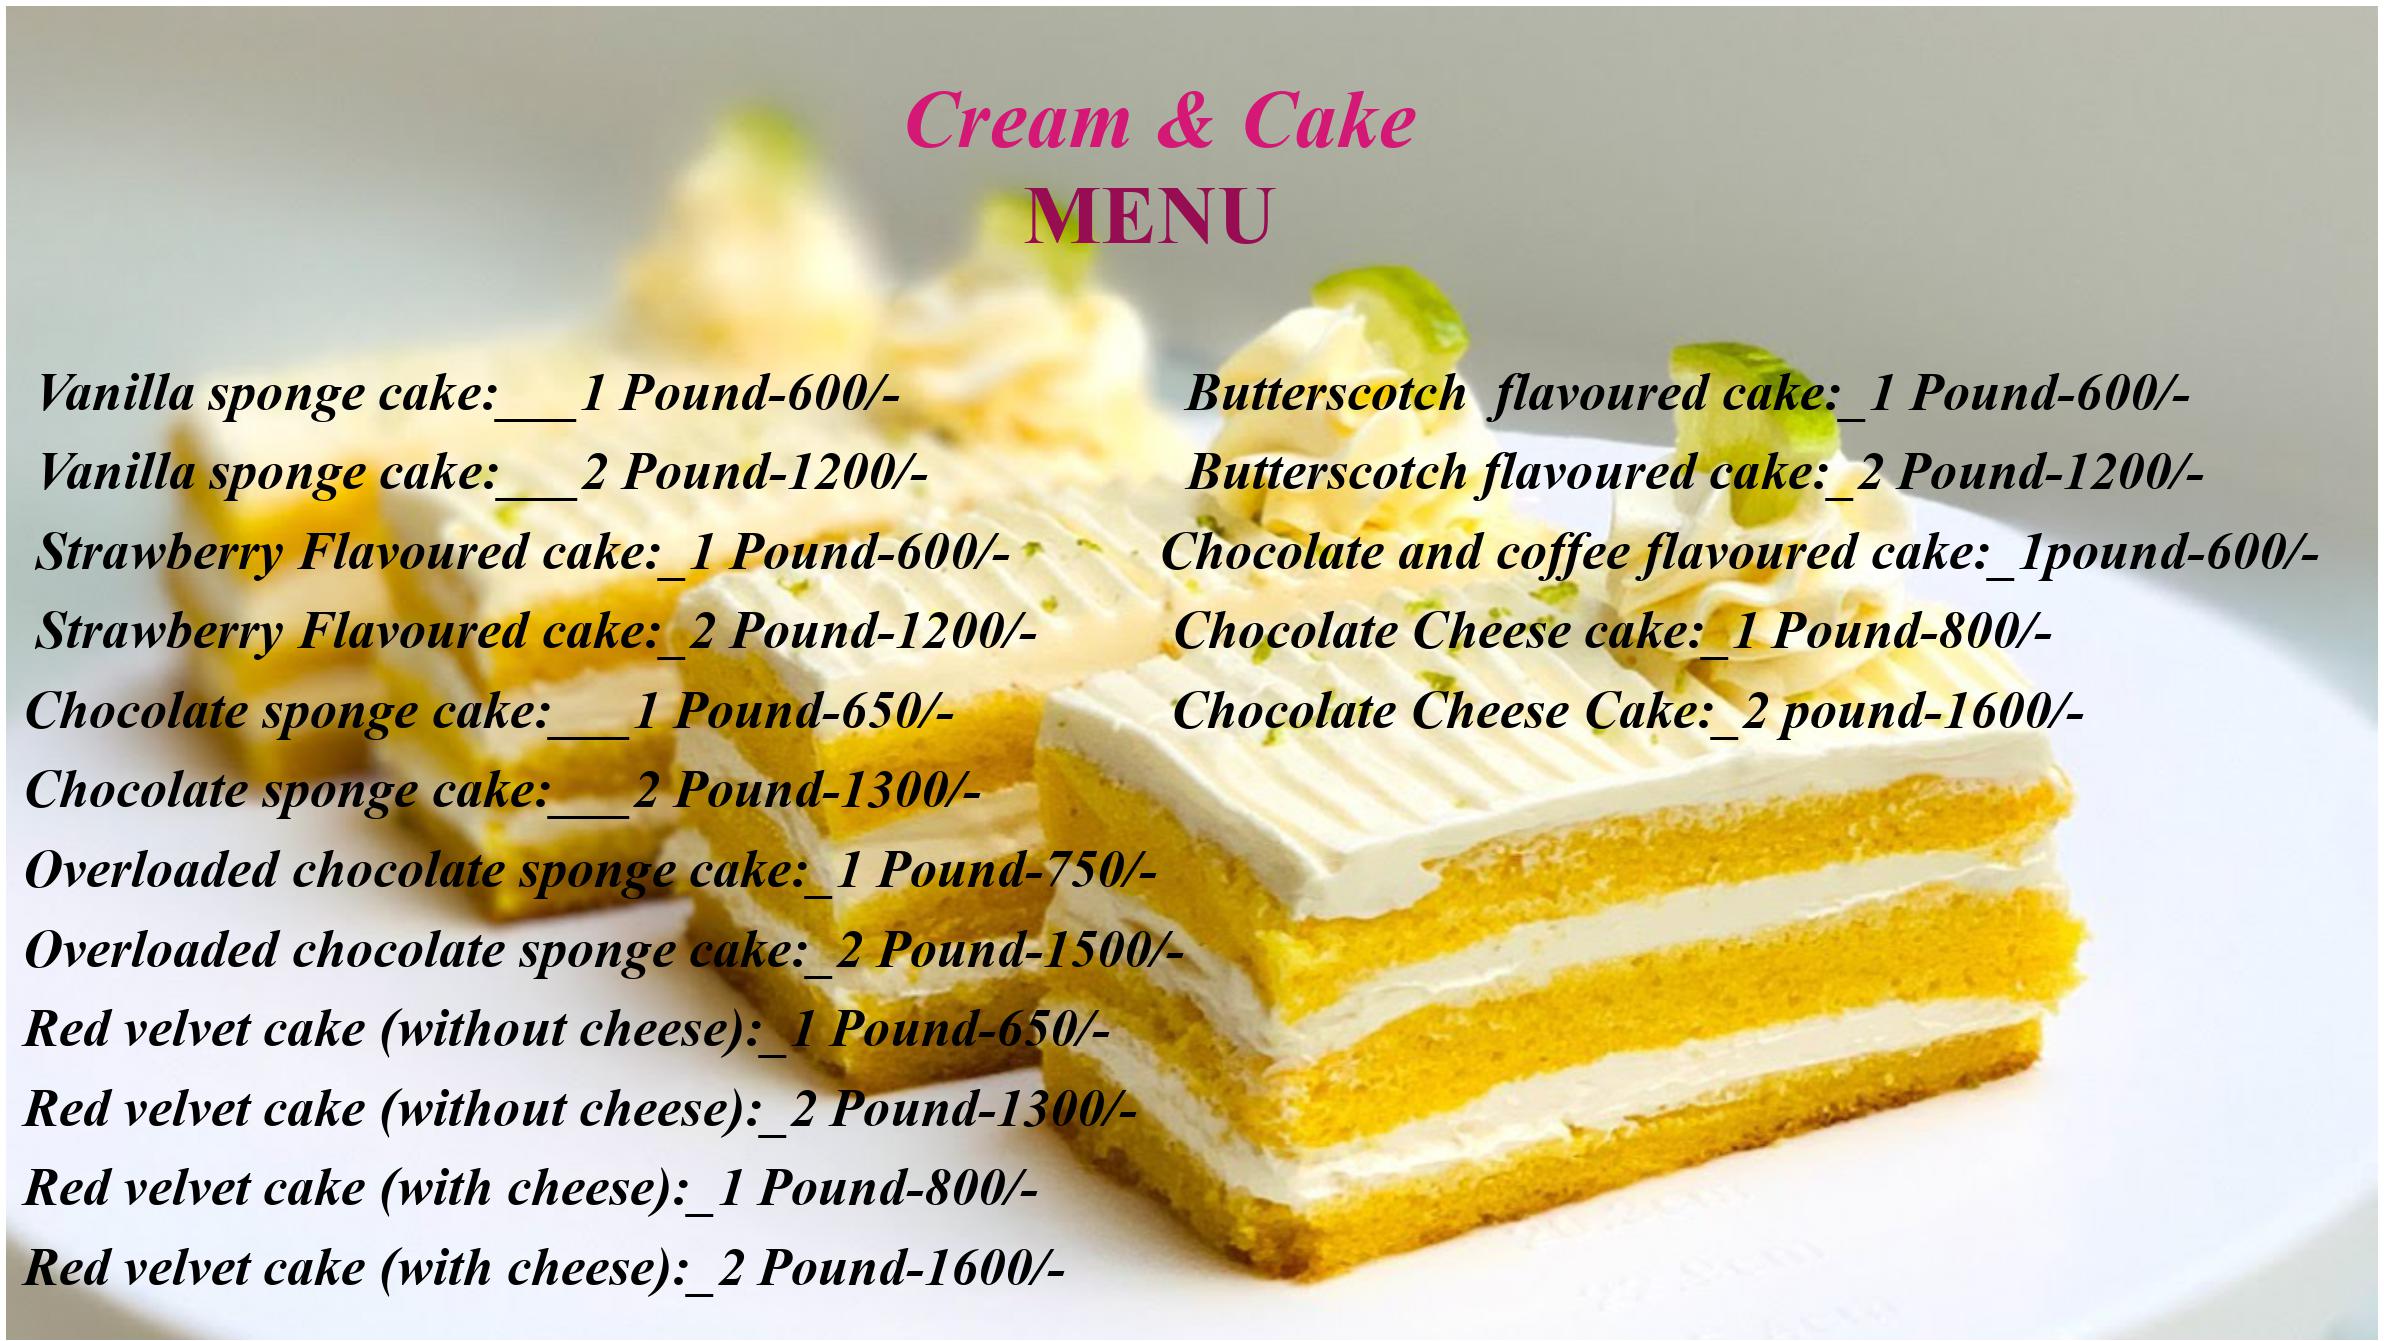 Cream & Cake
MENU
Vanilla sponge cake:___1 Pound-600/-
Vanilla sponge cake:___2 Pound-1200/-
Strawberry Flavoured cake:_1 Pound-600/-
Strawberry Flavoured cake:_2 Pound-1200/-
Chocolate sponge cake:___1 Pound-650/-
Chocolate sponge cake:___2 Pound-1300/-
Overloaded chocolate sponge cake:_1 Pound-750/-
Overloaded chocolate sponge cake:_2 Pound-1500/-
Red velvet cake (without cheese):_1 Pound-650/-
Red velvet cake (without cheese):_2 Pound-1300/-
Red velvet cake (with cheese):_1 Pound-800/-
Red velvet cake (with cheese):_2 Pound-1600/-
Butterscotch  flavoured cake:_1 Pound-600/-
Butterscotch flavoured cake:_2 Pound-1200/-
Chocolate and coffee flavoured cake:_1pound-600/-
Chocolate Cheese cake:_1 Pound-800/-
Chocolate Cheese Cake:_2 pound-1600/-